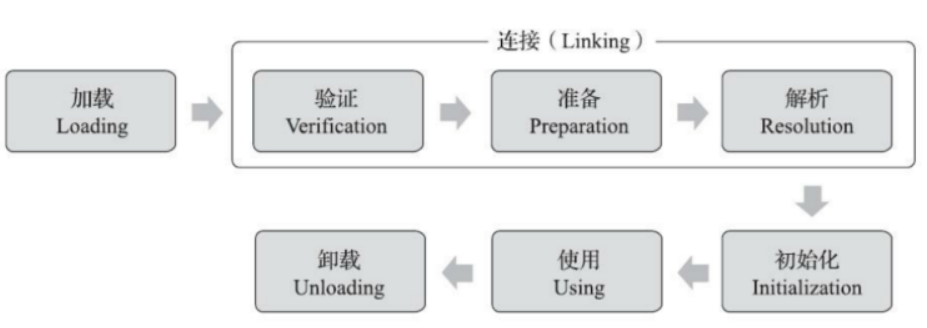 连接（Linking）
加载
Loading
验证
Verification
准备
Preparation
解析
Resolution
初始化
Initialization
使用
Using
卸载
Unloading